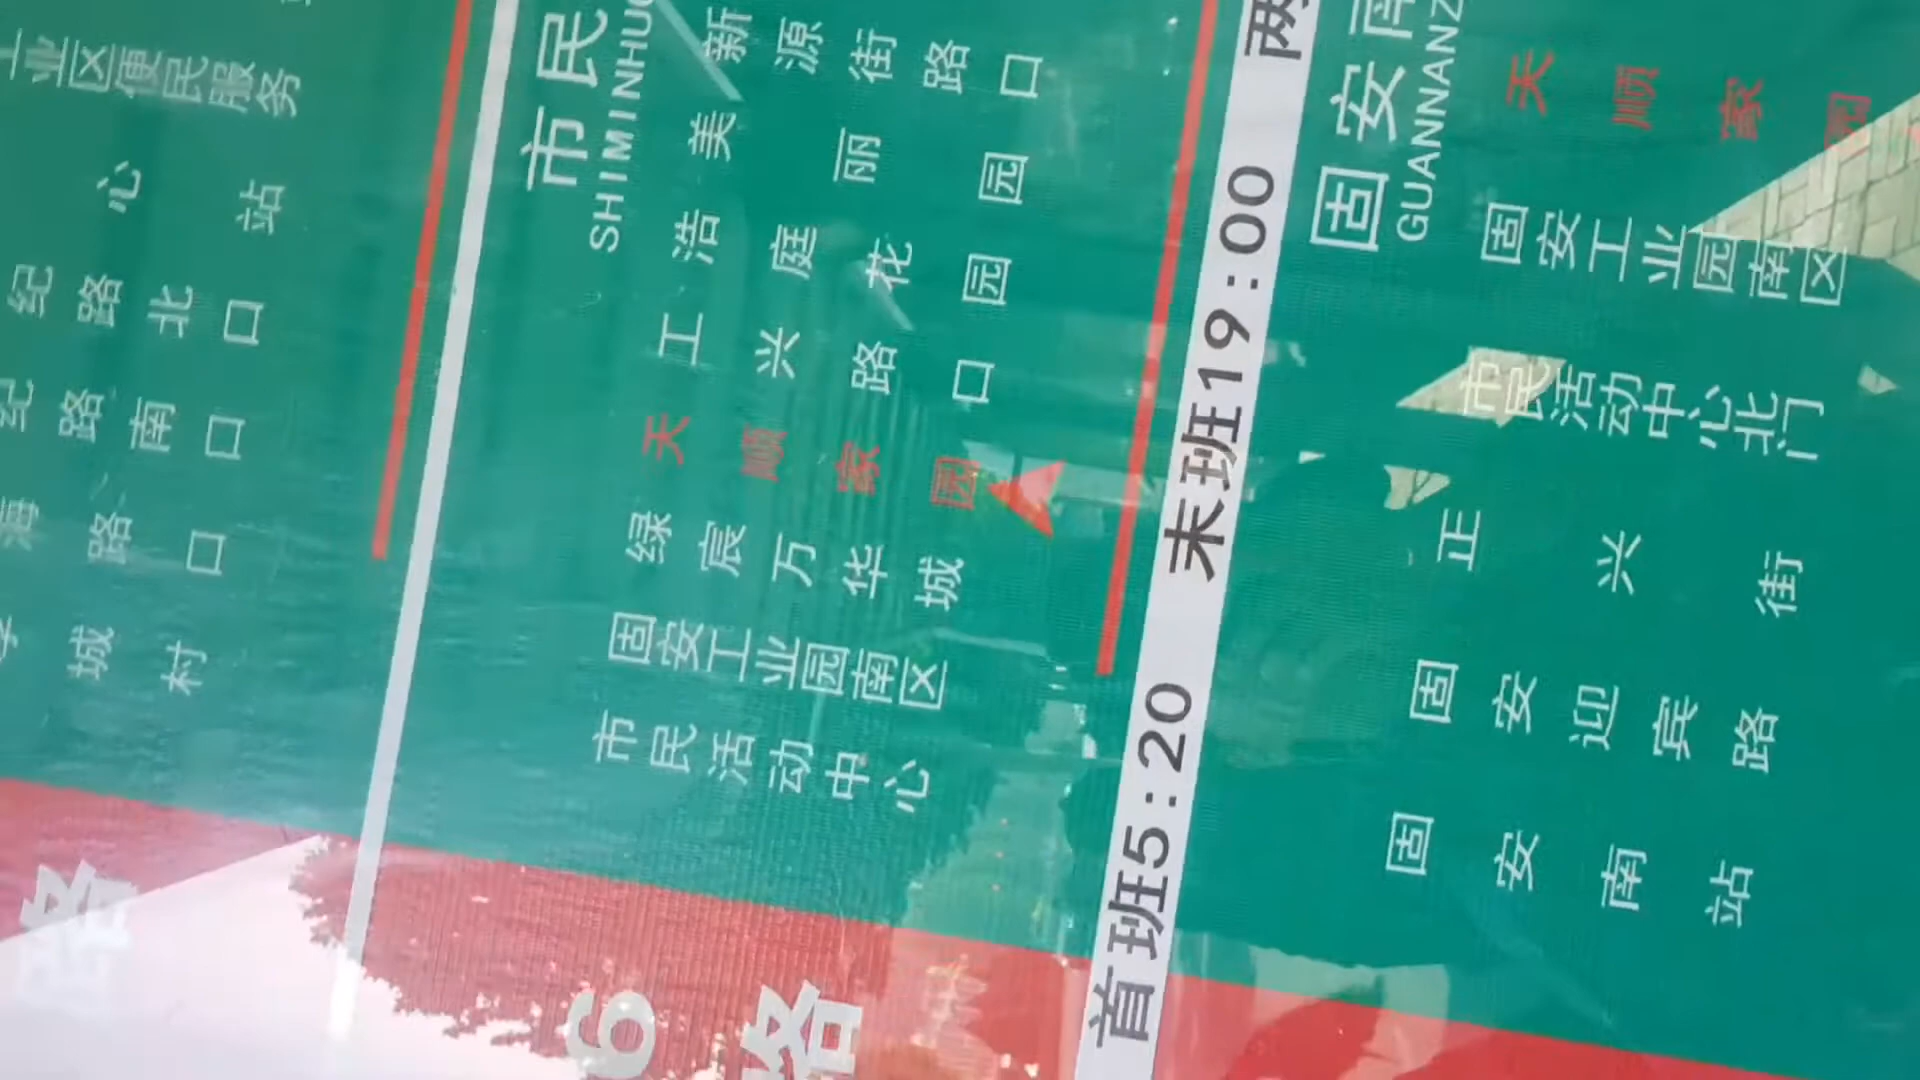 路
城村
路口
纪路南口
纪路北口
心站
工业区便民服务
6路
市民
SHIMINHU
市民活动中心
固安工业园南区
绿宸万华城
天顺家园
工兴路口
浩庭花园
美丽园
新源街路口
首班5:20 末班19:00 两
固安南
GUANNANZ
固安南站
固安迎宾路
正兴街
市民活动中心北门
固安工业园南区
天顺家园